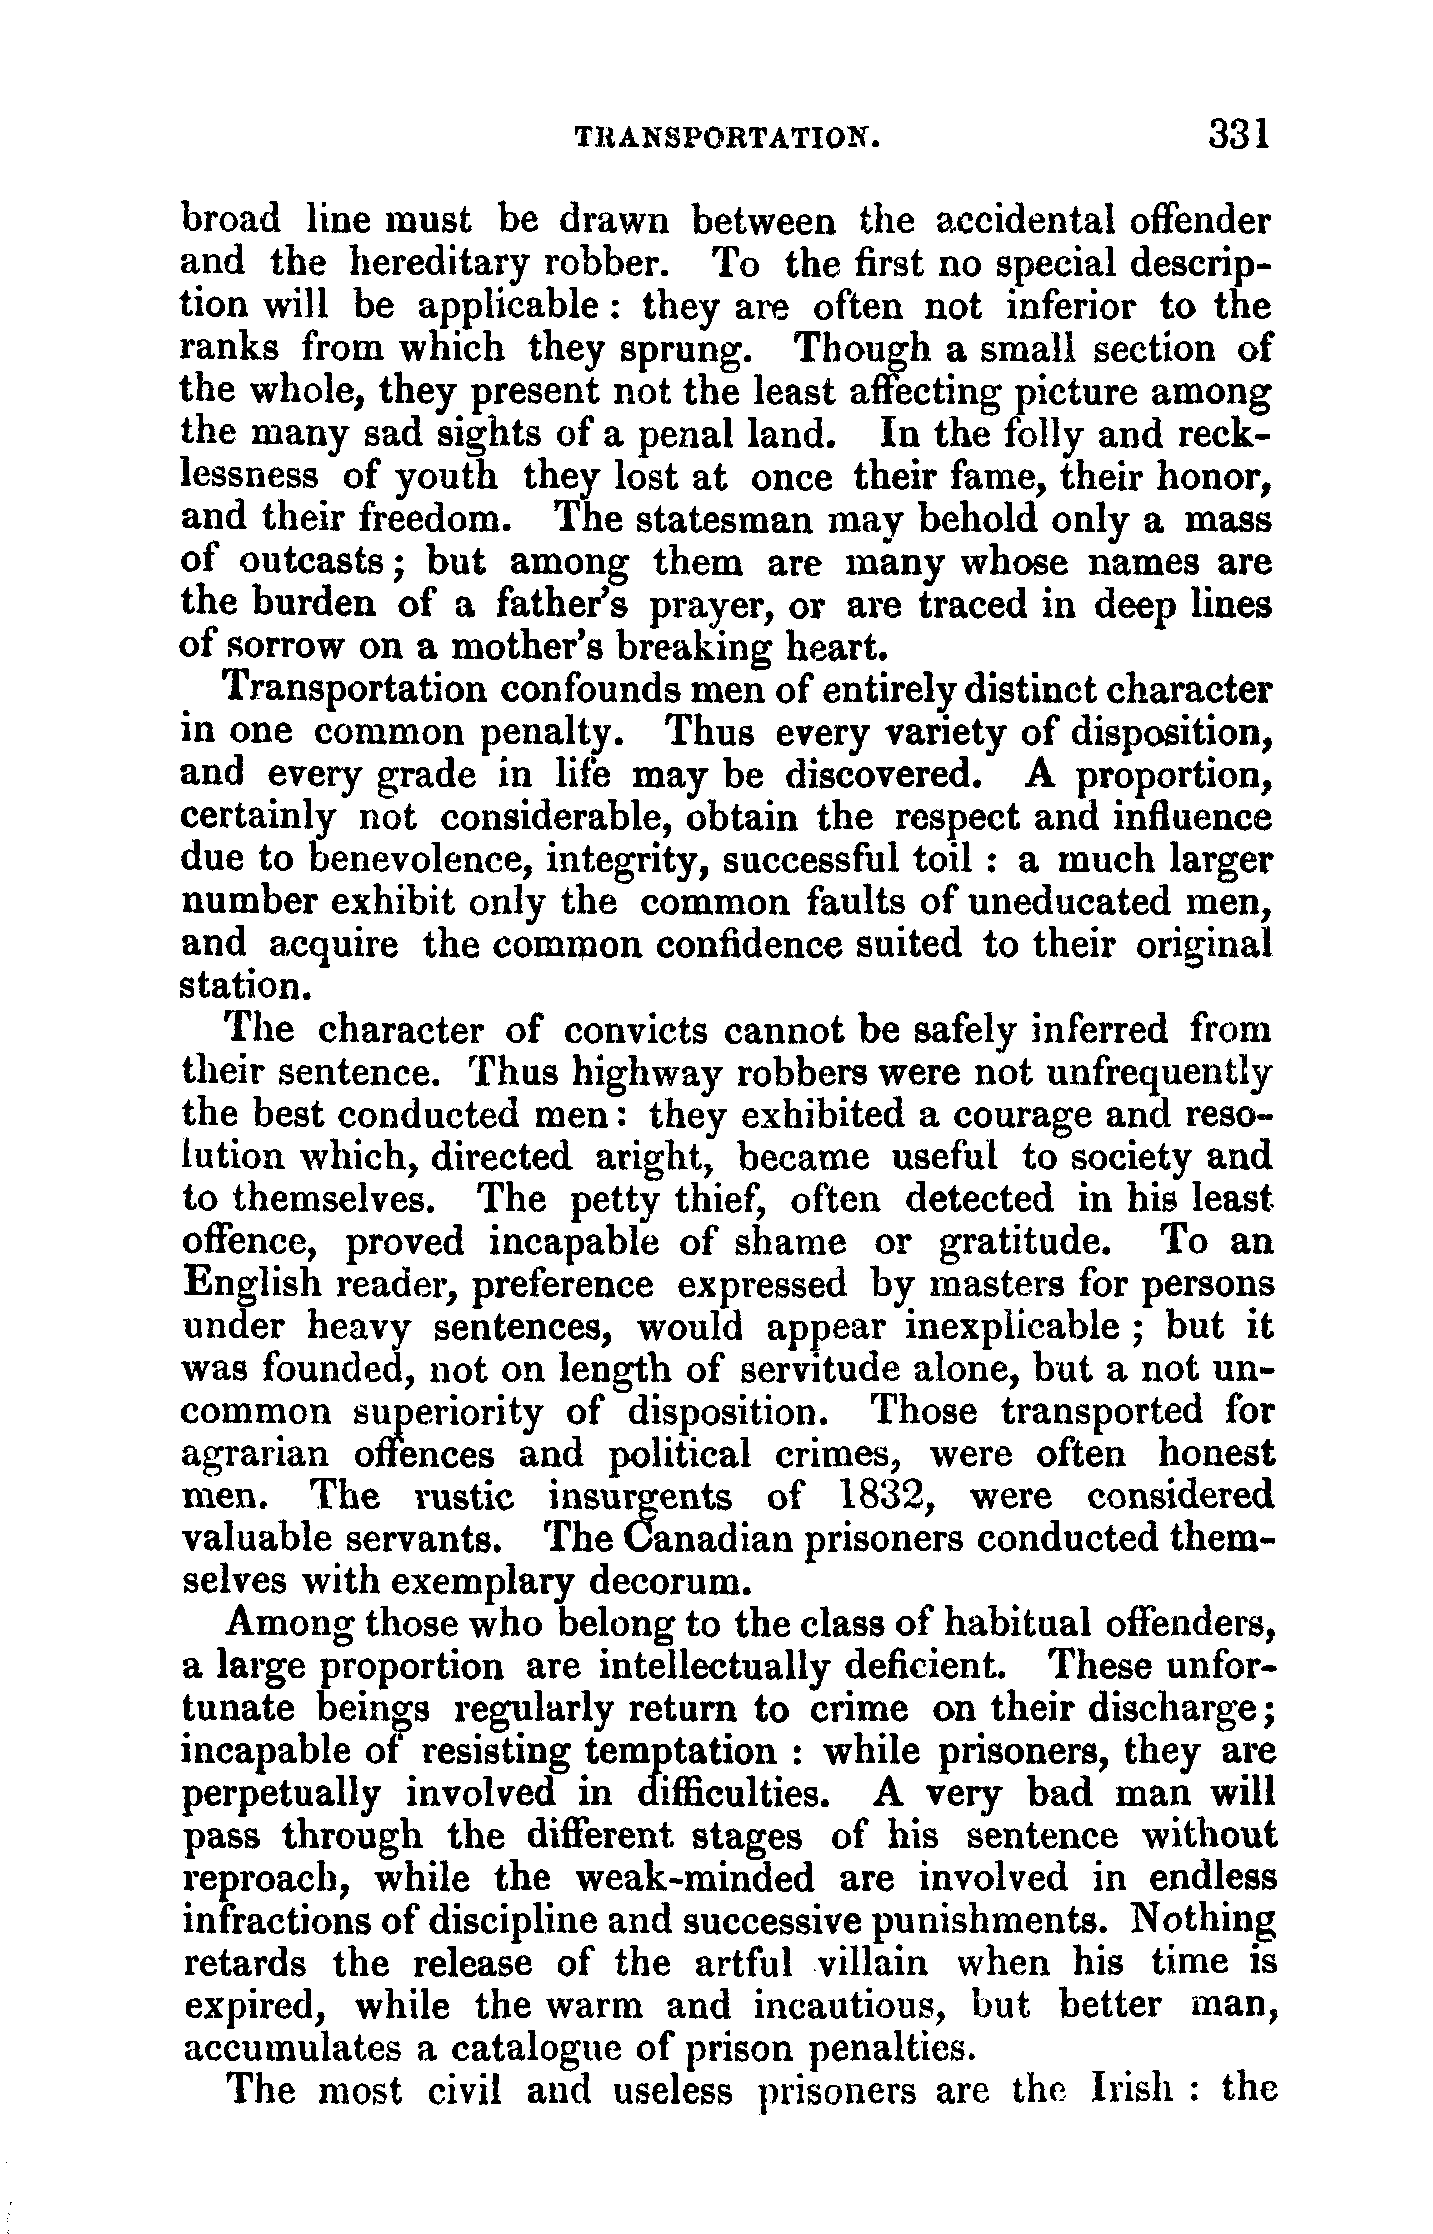 TRANSPORTATION. 331
broad line must be drawn between the accidental offender
and the hereditary robber. To the first no special descrip-
tion will be applicable : they are often not inferior to the
ranks from which they sprung. Though a small section of
the whole, they present not the least affecting picture among
the many sad sights of a penal land. In the folly and reck-
lessness of youth they lost at once their fame, their honor,
and their freedom. The statesman may behold only a mass
of outcasts ; but among them are many whose names are
the burden of a father's prayer, or are traced in deep lines
of sorrow on a mother's breaking heart.
Transportation confounds men of entirely distinct character
in one common penalty. Thus every variety of disposition,
and every grade in life may be discovered. A proportion,
certainly not considerable, obtain the respect and influence
due to benevolence, integrity, successful toil : a much larger
number exhibit only the common faults of uneducated men,
and acquire the common confidence suited to their original
station.
The character of convicts cannot be safely inferred from
their sentence. Thus highway robbers were not unfrequently
the best conducted men : they exhibited a courage and reso-
lution which, directed aright, became useful to society and
to themselves. The petty thief, often detected in his least
offence, proved incapable of shame or gratitude. To an
English reader, preference expressed by masters for persons
under heavy sentences, would appear inexplicable ; but it
was founded, not on length of servitude alone, but a not un-
common superiority of disposition. Those transported for
agrarian offences and political crimes, were often honest
men. The rustic insurgents of 1832, were considered
valuable servants. The Canadian prisoners conducted them-
selves with exemplary decorum.
Among those who belong to the class of habitual offenders,
a large proportion are intellectually deficient. These unfor-
tunate beings regularly return to crime on their discharge ;
incapable of resisting temptation : while prisoners, they are
perpetually involved in difficulties. A very bad man will
pass through the different stages of his sentence without
reproach, while the weak-minded are involved in endless
infractions of discipline and successive punishments. Nothing
retards the release of the artful villain when his time is
expired, while the warm and incautious, but better man,
accumulates a catalogue of prison penalties.
The most civil and useless prisoners are the Irish : the